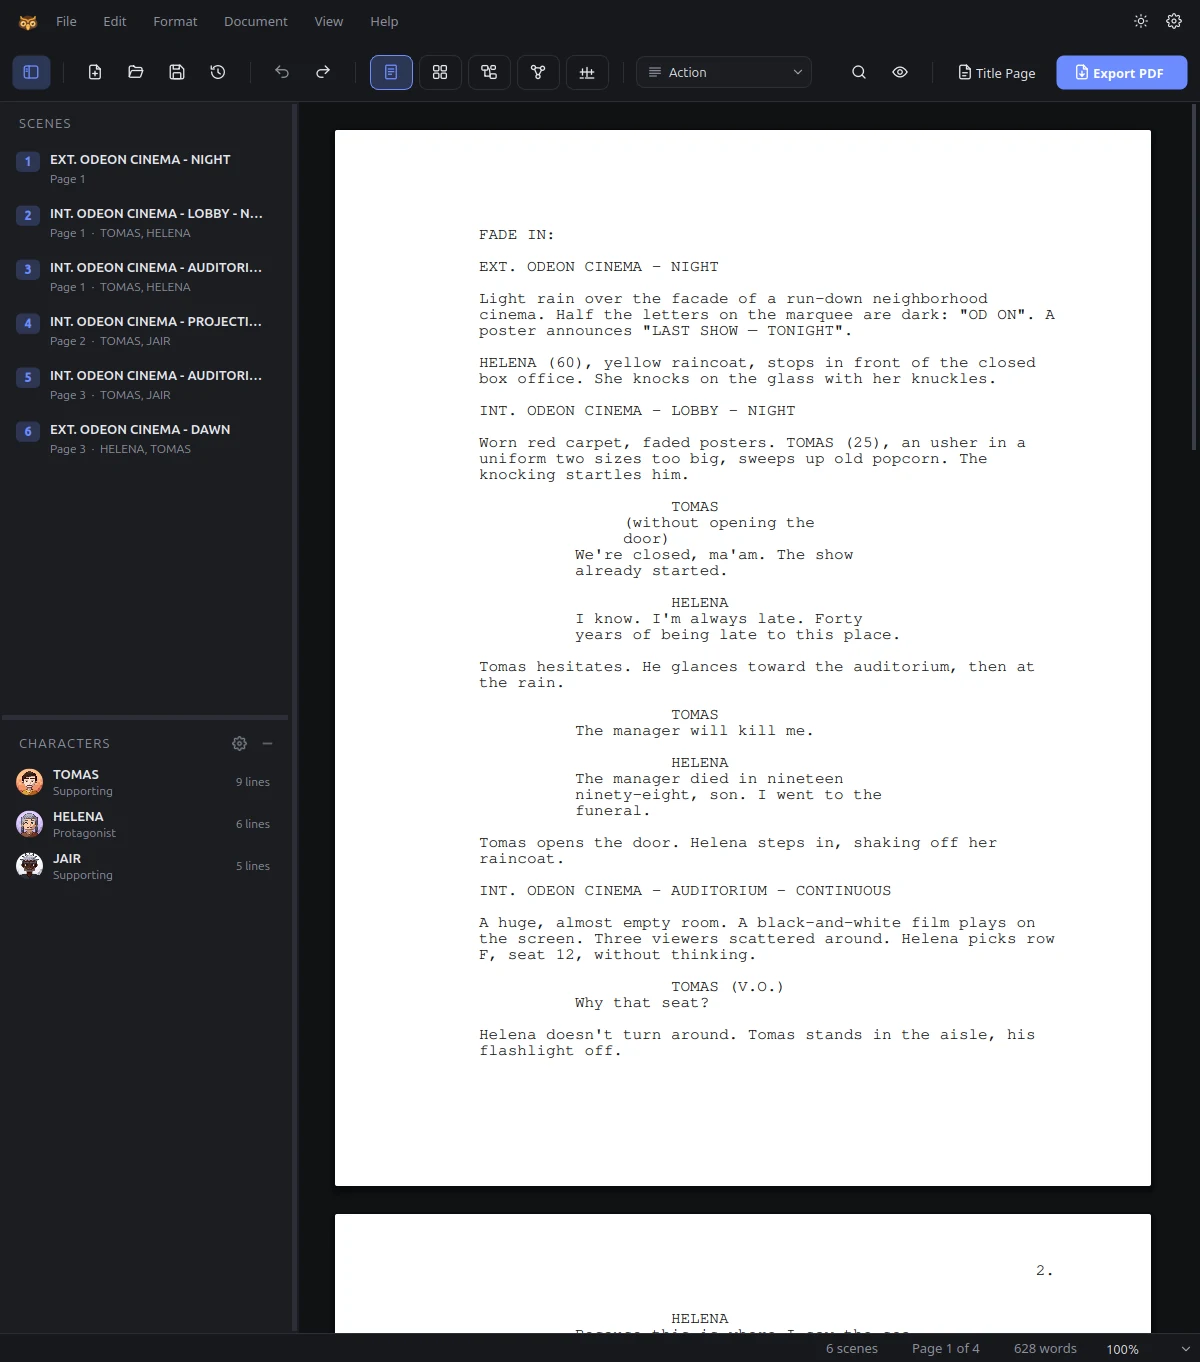 File Edit Format Document View Help
Action
Title Page
Export PDF
SCENES
1 EXT. ODEON CINEMA - NIGHT
Page 1
2 INT. ODEON CINEMA - LOBBY - N...
Page 1 · TOMAS, HELENA
3 INT. ODEON CINEMA - AUDITORI...
Page 1 · TOMAS, HELENA
4 INT. ODEON CINEMA - PROJECTI...
Page 2 · TOMAS, JAIR
5 INT. ODEON CINEMA - AUDITORI...
Page 3 · TOMAS, JAIR
6 EXT. ODEON CINEMA - DAWN
Page 3 · HELENA, TOMAS
CHARACTERS
TOMAS
Supporting
9 lines
HELENA
Protagonist
6 lines
JAIR
Supporting
5 lines
FADE IN:
EXT. ODEON CINEMA - NIGHT
Light rain over the facade of a run-down neighborhood
cinema. Half the letters on the marquee are dark: "OD ON". A
poster announces "LAST SHOW — TONIGHT".
HELENA (60), yellow raincoat, stops in front of the closed
box office. She knocks on the glass with her knuckles.
INT. ODEON CINEMA - LOBBY - NIGHT
Worn red carpet, faded posters. TOMAS (25), an usher in a
uniform two sizes too big, sweeps up old popcorn. The
knocking startles him.
TOMAS
(without opening the
door)
We're closed, ma'am. The show
already started.
HELENA
I know. I'm always late. Forty
years of being late to this place.
Tomas hesitates. He glances toward the auditorium, then at
the rain.
TOMAS
The manager will kill me.
HELENA
The manager died in nineteen
ninety-eight, son. I went to the
funeral.
Tomas opens the door. Helena steps in, shaking off her
raincoat.
INT. ODEON CINEMA - AUDITORIUM - CONTINUOUS
A huge, almost empty room. A black-and-white film plays on
the screen. Three viewers scattered around. Helena picks row
F, seat 12, without thinking.
TOMAS (V.O.)
Why that seat?
Helena doesn't turn around. Tomas stands in the aisle, his
flashlight off.
2.
HELENA
Because this is where I saw the
6 scenes
Page 1 of 4
628 words
100%